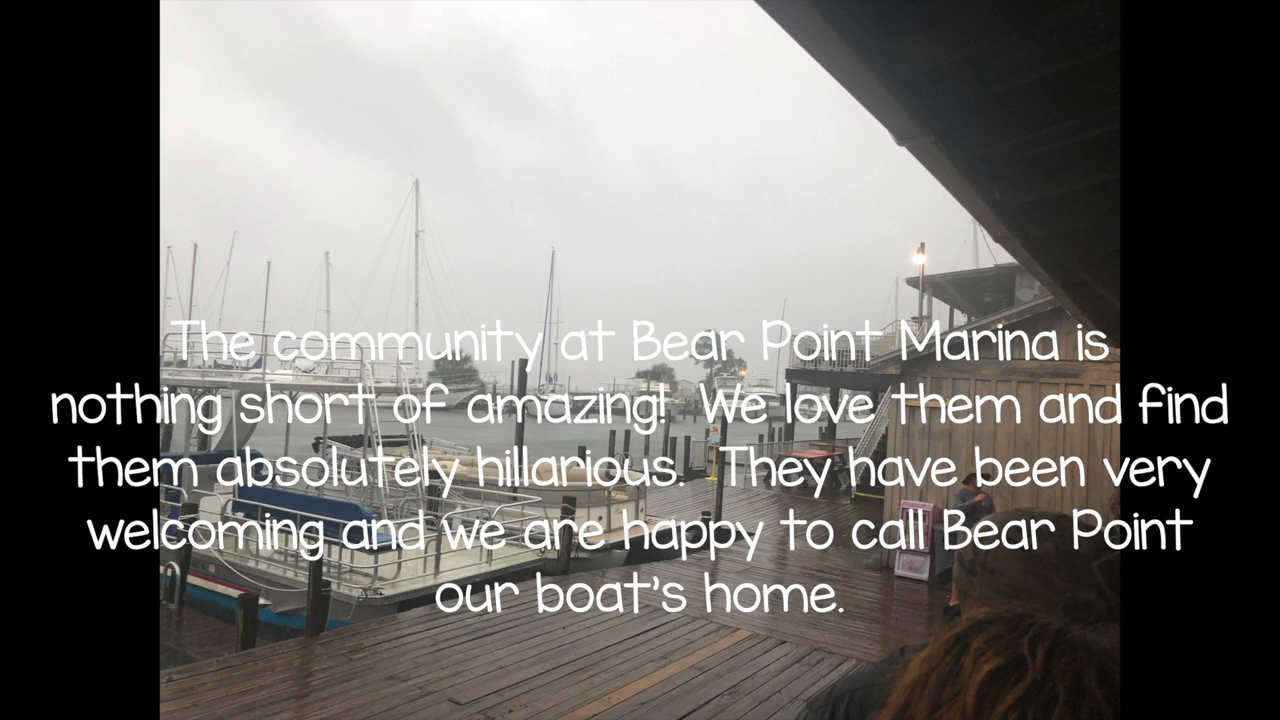 The community at Bear Point Marina is
nothing short of amazing!  We love them and find
them absolutely hillarious.  They have been very
welcoming and we are happy to call Bear Point
our boat's home.